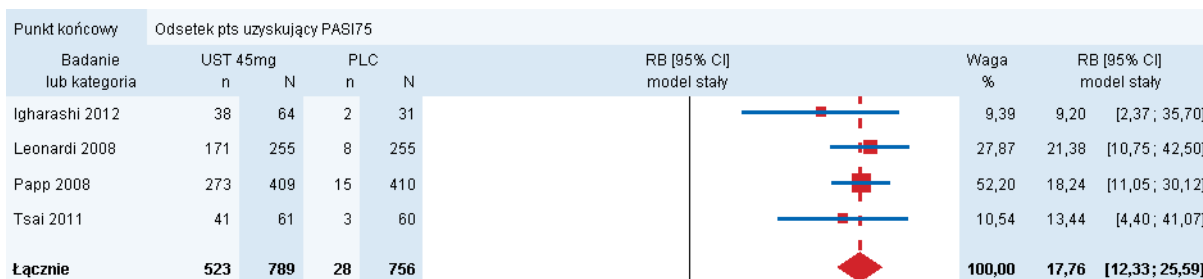 Punkt końcowy Odsetek pts uzyskujący PASI75
Badanie UST 45mg PLC RB [95% CI] Waga RB [95% CI]
lub kategoria n N n N model stały % model stały
Igharashi 2012 38 64 2 31 9,39 9,20 [2,37 ; 35,70]
Leonardi 2008 171 255 8 255 27,87 21,38 [10,75 ; 42,50]
Papp 2008 273 409 15 410 52,20 18,24 [11,05 ; 30,12]
Tsai 2011 41 61 3 60 10,54 13,44 [4,40 ; 41,07]
Łącznie 523 789 28 756 100,00 17,76 [12,33 ; 25,59]